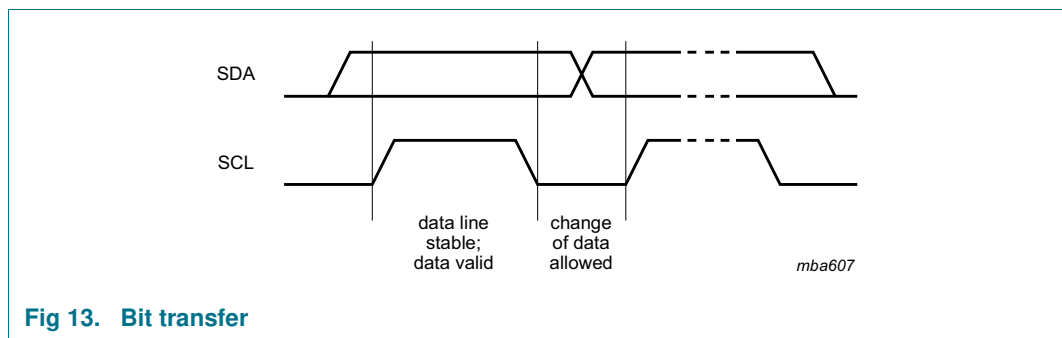 SDA
SCL
data line
stable;
data valid
change
of data
allowed
mba607
Fig 13. Bit transfer